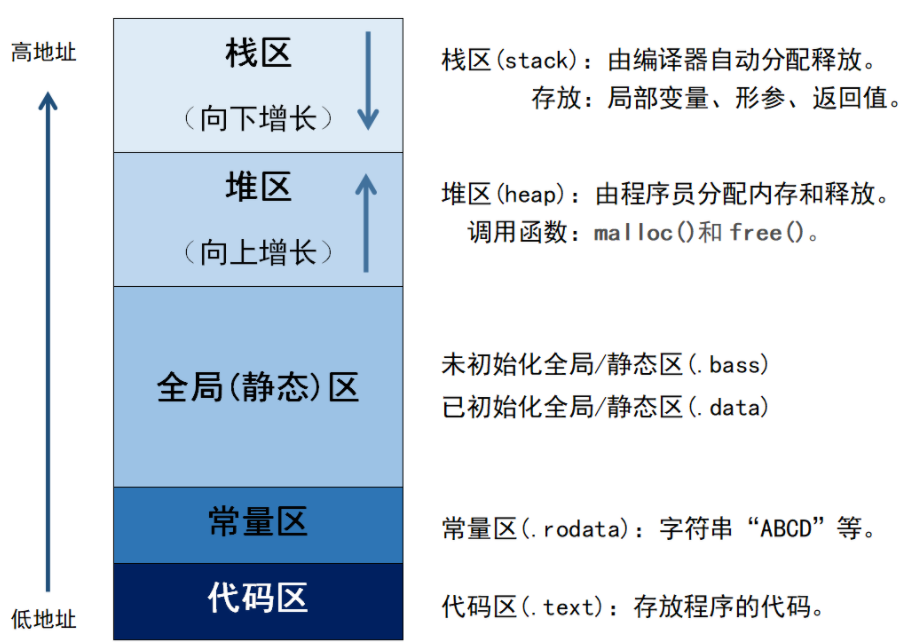 高地址
栈区
（向下增长）
栈区(stack)：由编译器自动分配释放。
存放：局部变量、形参、返回值。
堆区
（向上增长）
堆区(heap)：由程序员分配内存和释放。
调用函数：malloc()和 free()。
全局(静态)区
未初始化全局/静态区(.bass)
已初始化全局/静态区(.data)
常量区
常量区(.rodata)：字符串“ABCD”等。
代码区
代码区(.text)：存放程序的代码。
低地址